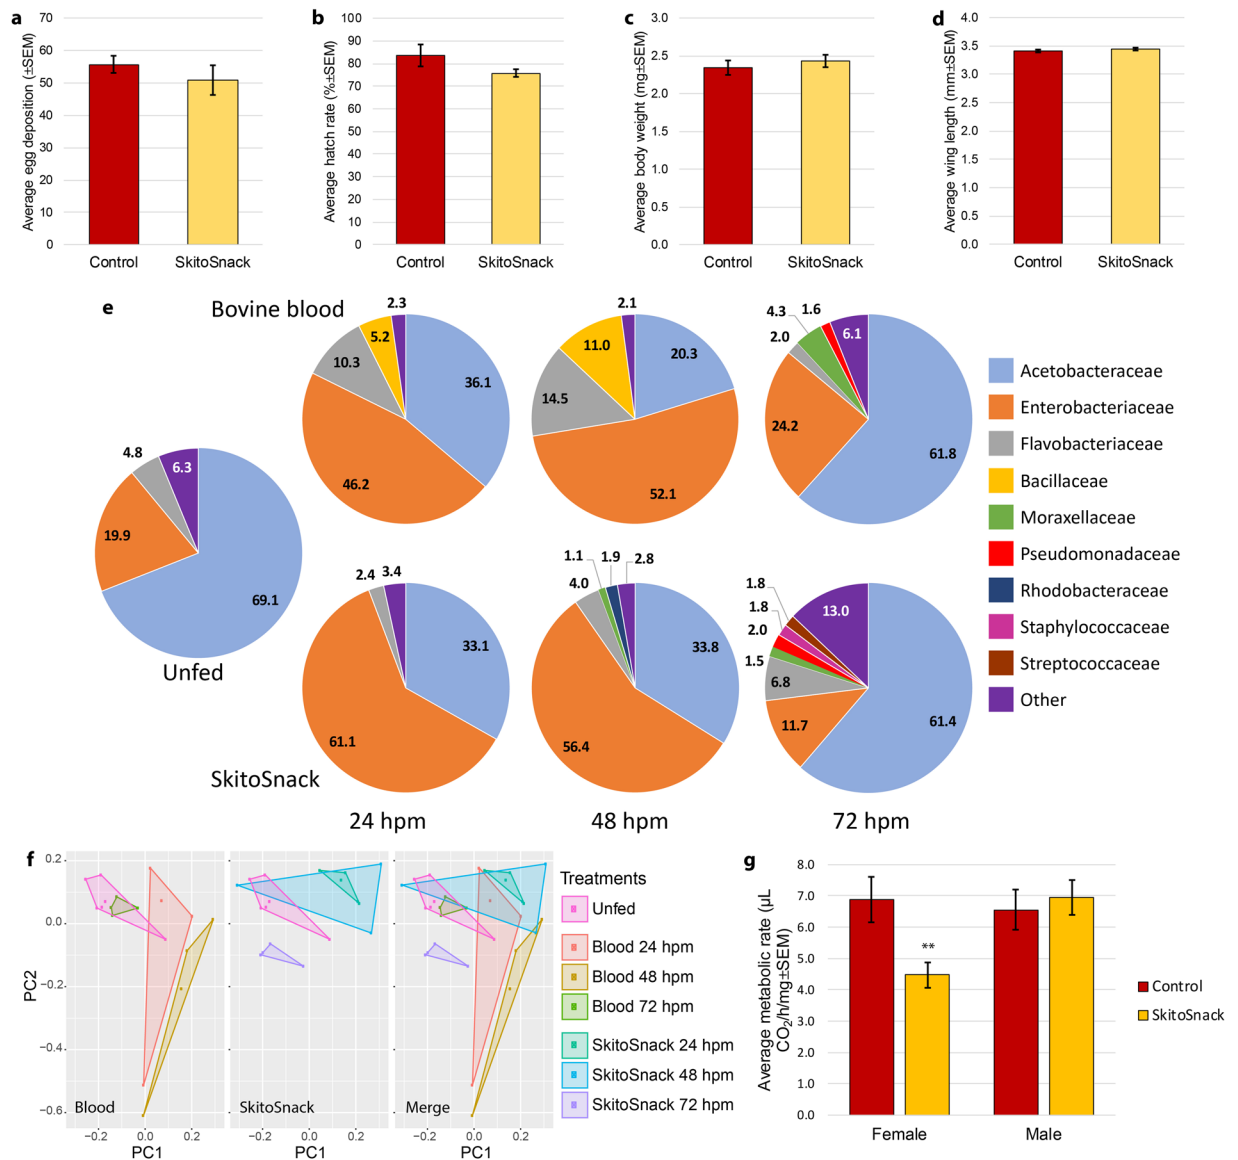 a
Average egg deposition (±SEM)
70
60
50
40
30
20
10
0
Control
SkitoSnack
b
Average hatch rate (%±SEM)
100
90
80
70
60
50
40
30
20
10
0
Control
SkitoSnack
c
Average body weight (mg±SEM)
3.0
2.5
2.0
1.5
1.0
0.5
0.0
Control
SkitoSnack
d
Average wing length (mm±SEM)
4.0
3.5
3.0
2.5
2.0
1.5
1.0
0.5
0.0
Control
SkitoSnack
e
Bovine blood
2.3
5.2
10.3
36.1
46.2
2.1
11.0
20.3
14.5
52.1
4.3
1.6
2.0
6.1
24.2
61.8
4.8
6.3
19.9
69.1
Unfed
2.4
3.4
33.1
61.1
1.1
1.9
2.8
4.0
33.8
56.4
1.8
1.8
2.0
1.5
13.0
6.8
11.7
61.4
SkitoSnack
24 hpm
48 hpm
72 hpm
Acetobacteraceae
Enterobacteriaceae
Flavobacteriaceae
Bacillaceae
Moraxellaceae
Pseudomonadaceae
Rhodobacteraceae
Staphylococcaceae
Streptococcaceae
Other
f
PC2
0.2
0.0
−0.2
−0.4
−0.6
Blood
SkitoSnack
Merge
−0.2
0.0
0.2
−0.2
0.0
0.2
−0.2
0.0
0.2
PC1
PC1
PC1
Treatments
Unfed
Blood 24 hpm
Blood 48 hpm
Blood 72 hpm
SkitoSnack 24 hpm
SkitoSnack 48 hpm
SkitoSnack 72 hpm
g
Average metabolic rate (µL
CO₂/h/mg±SEM)
8.0
7.0
6.0
5.0
4.0
3.0
2.0
1.0
0.0
**
Female
Male
Control
SkitoSnack